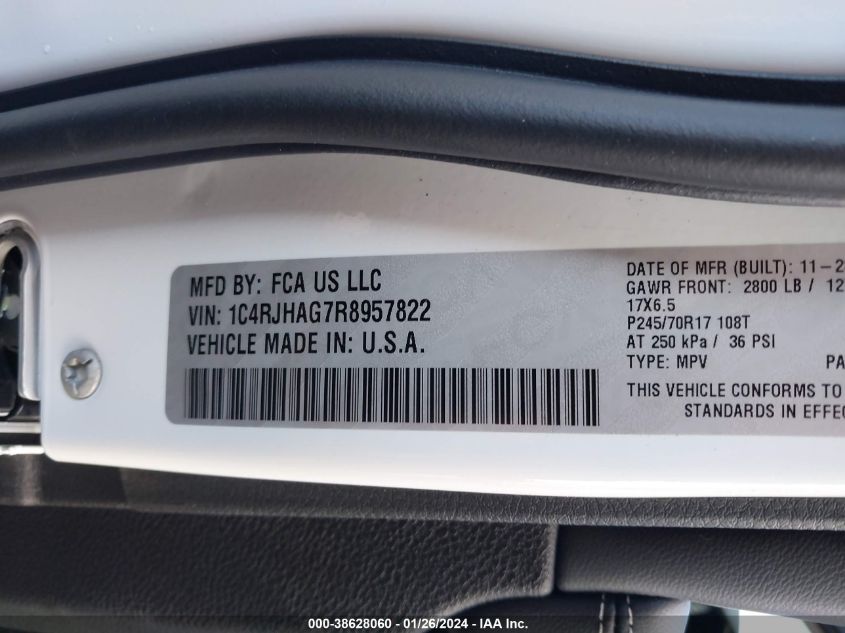 MFD BY: FCA US LLC
VIN: 1C4RJHAG7R8957822
VEHICLE MADE IN: U.S.A.
DATE OF MFR (BUILT): 11-2
GAWR FRONT: 2800 LB / 12
17X6.5
P245/70R17 108T
AT 250 kPa / 36 PSI
TYPE: MPV PA
THIS VEHICLE CONFORMS TO
STANDARDS IN EFFEC
000-38628060 - 01/26/2024 - IAA Inc.